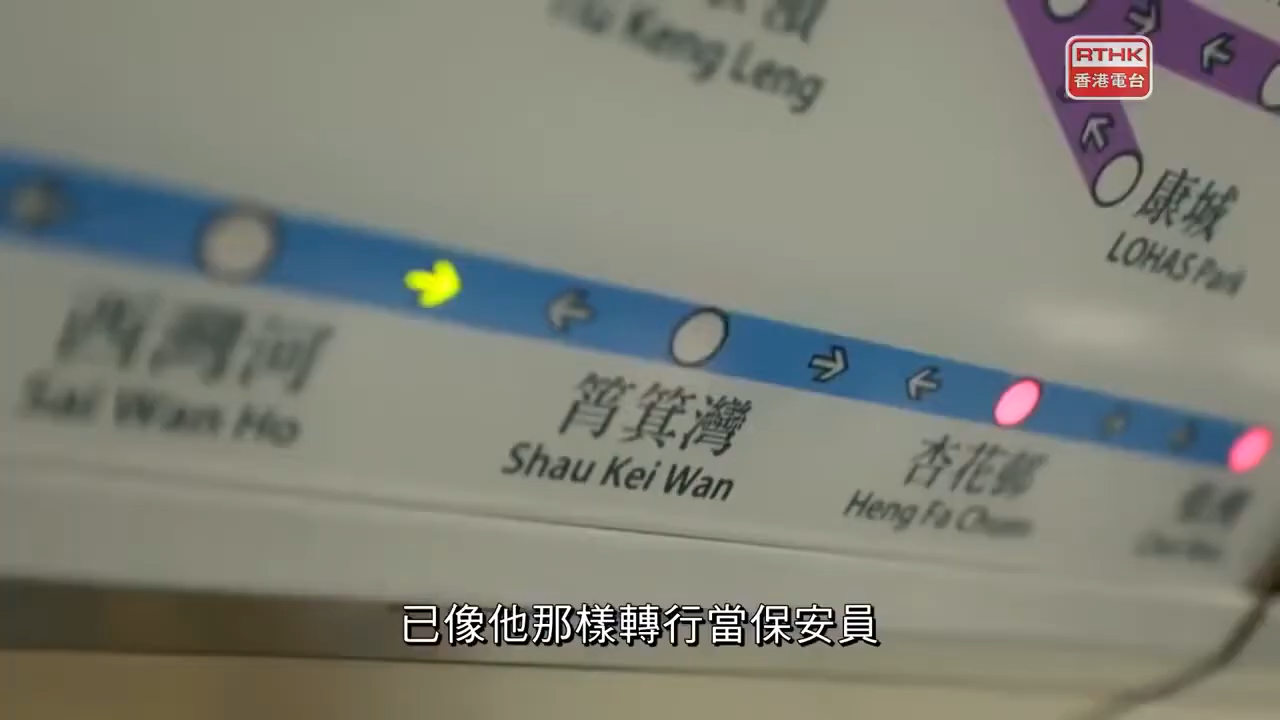 Keng Leng
RTHK
香港電台
康城
LOHAS Park
西灣河
Sai Wan Ho
筲箕灣
Shau Kei Wan
杏花邨
Heng Fa Chuen
已像他那樣轉行當保安員